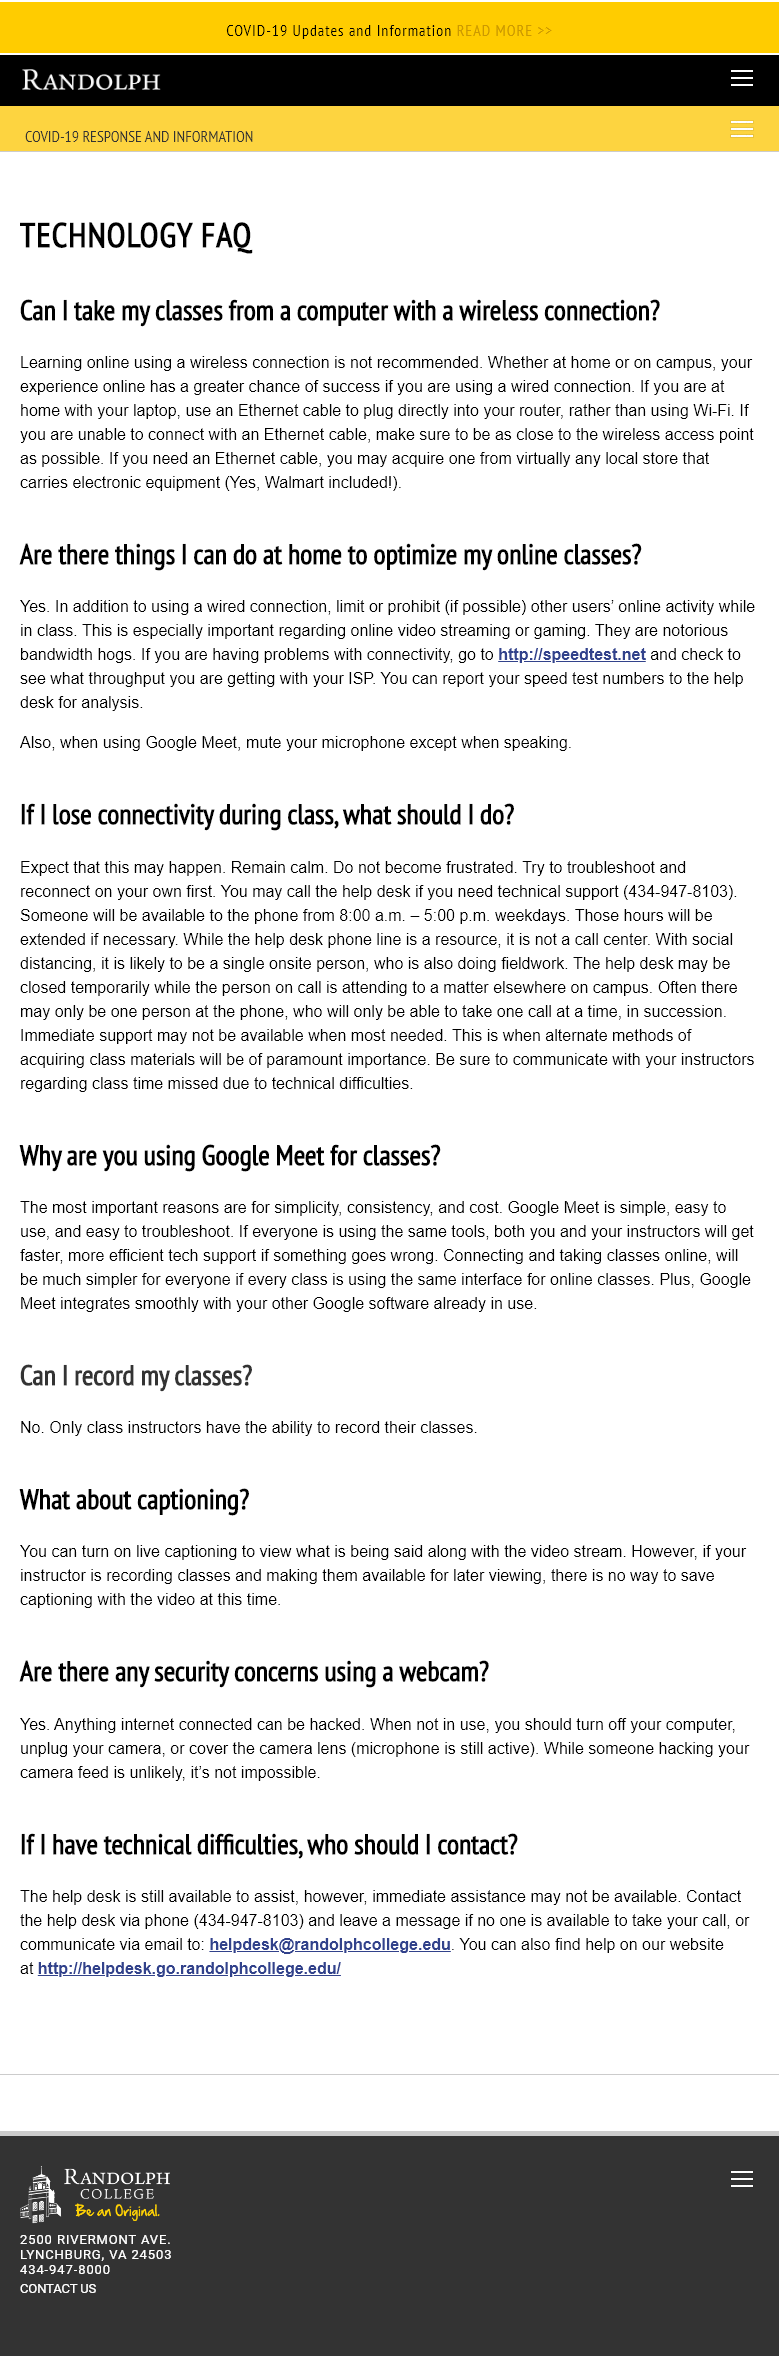 COVID-19 Updates and Information READ MORE >>
RANDOLPH
COVID-19 RESPONSE AND INFORMATION
TECHNOLOGY FAQ
Can I take my classes from a computer with a wireless connection?
Learning online using a wireless connection is not recommended. Whether at home or on campus, your
experience online has a greater chance of success if you are using a wired connection. If you are at
home with your laptop, use an Ethernet cable to plug directly into your router, rather than using Wi-Fi. If
you are unable to connect with an Ethernet cable, make sure to be as close to the wireless access point
as possible. If you need an Ethernet cable, you may acquire one from virtually any local store that
carries electronic equipment (Yes, Walmart included!).
Are there things I can do at home to optimize my online classes?
Yes. In addition to using a wired connection, limit or prohibit (if possible) other users’ online activity while
in class. This is especially important regarding online video streaming or gaming. They are notorious
bandwidth hogs. If you are having problems with connectivity, go to http://speedtest.net and check to
see what throughput you are getting with your ISP. You can report your speed test numbers to the help
desk for analysis.
Also, when using Google Meet, mute your microphone except when speaking.
If I lose connectivity during class, what should I do?
Expect that this may happen. Remain calm. Do not become frustrated. Try to troubleshoot and
reconnect on your own first. You may call the help desk if you need technical support (434-947-8103).
Someone will be available to the phone from 8:00 a.m. – 5:00 p.m. weekdays. Those hours will be
extended if necessary. While the help desk phone line is a resource, it is not a call center. With social
distancing, it is likely to be a single onsite person, who is also doing fieldwork. The help desk may be
closed temporarily while the person on call is attending to a matter elsewhere on campus. Often there
may only be one person at the phone, who will only be able to take one call at a time, in succession.
Immediate support may not be available when most needed. This is when alternate methods of
acquiring class materials will be of paramount importance. Be sure to communicate with your instructors
regarding class time missed due to technical difficulties.
Why are you using Google Meet for classes?
The most important reasons are for simplicity, consistency, and cost. Google Meet is simple, easy to
use, and easy to troubleshoot. If everyone is using the same tools, both you and your instructors will get
faster, more efficient tech support if something goes wrong. Connecting and taking classes online, will
be much simpler for everyone if every class is using the same interface for online classes. Plus, Google
Meet integrates smoothly with your other Google software already in use.
Can I record my classes?
No. Only class instructors have the ability to record their classes.
What about captioning?
You can turn on live captioning to view what is being said along with the video stream. However, if your
instructor is recording classes and making them available for later viewing, there is no way to save
captioning with the video at this time.
Are there any security concerns using a webcam?
Yes. Anything internet connected can be hacked. When not in use, you should turn off your computer,
unplug your camera, or cover the camera lens (microphone is still active). While someone hacking your
camera feed is unlikely, it’s not impossible.
If I have technical difficulties, who should I contact?
The help desk is still available to assist, however, immediate assistance may not be available. Contact
the help desk via phone (434-947-8103) and leave a message if no one is available to take your call, or
communicate via email to: helpdesk@randolphcollege.edu. You can also find help on our website
at http://helpdesk.go.randolphcollege.edu/
RANDOLPH
COLLEGE
Be an Original.
2500 RIVERMONT AVE.
LYNCHBURG, VA 24503
434-947-8000
CONTACT US